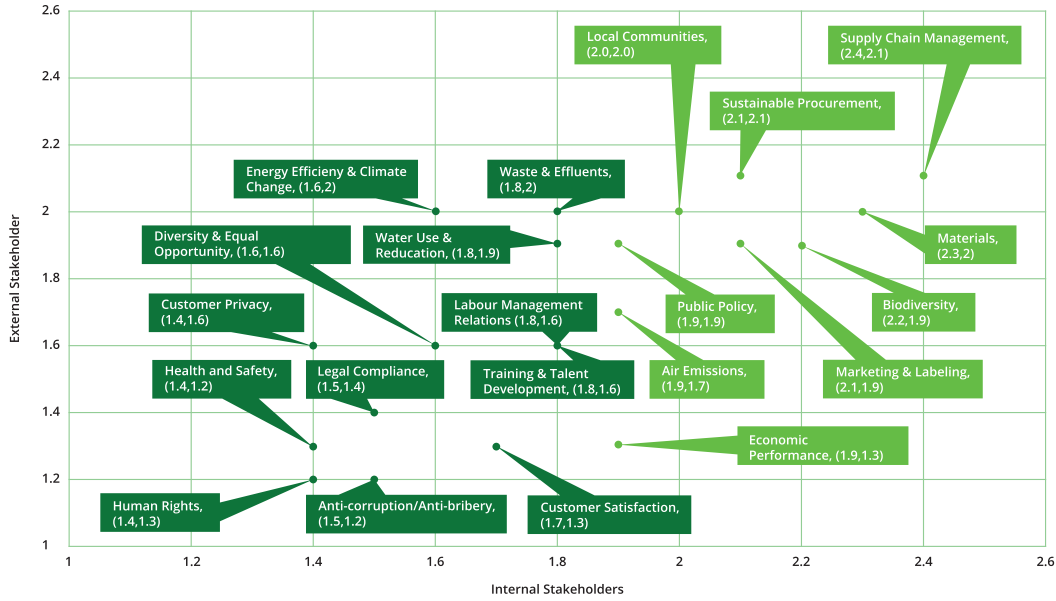 2.6
2.4
2.2
2
1.8
1.6
1.4
1.2
1
External Stakeholder
Local Communities,
(2.0,2.0)
Supply Chain Management,
(2.4,2.1)
Sustainable Procurement,
(2.1,2.1)
Energy Efficieny & Climate
Change, (1.6,2)
Waste & Effluents,
(1.8,2)
Diversity & Equal
Opportunity, (1.6,1.6)
Water Use &
Reducation, (1.8,1.9)
Materials,
(2.3,2)
Customer Privacy,
(1.4,1.6)
Labour Management
Relations (1.8,1.6)
Public Policy,
(1.9,1.9)
Biodiversity,
(2.2,1.9)
Health and Safety,
(1.4,1.2)
Legal Compliance,
(1.5,1.4)
Training & Talent
Development, (1.8,1.6)
Air Emissions,
(1.9,1.7)
Marketing & Labeling,
(2.1,1.9)
Economic
Performance, (1.9,1.3)
Human Rights,
(1.4,1.3)
Anti-corruption/Anti-bribery,
(1.5,1.2)
Customer Satisfaction,
(1.7,1.3)
1
1.2
1.4
1.6
1.8
2
2.2
2.4
2.6
Internal Stakeholders